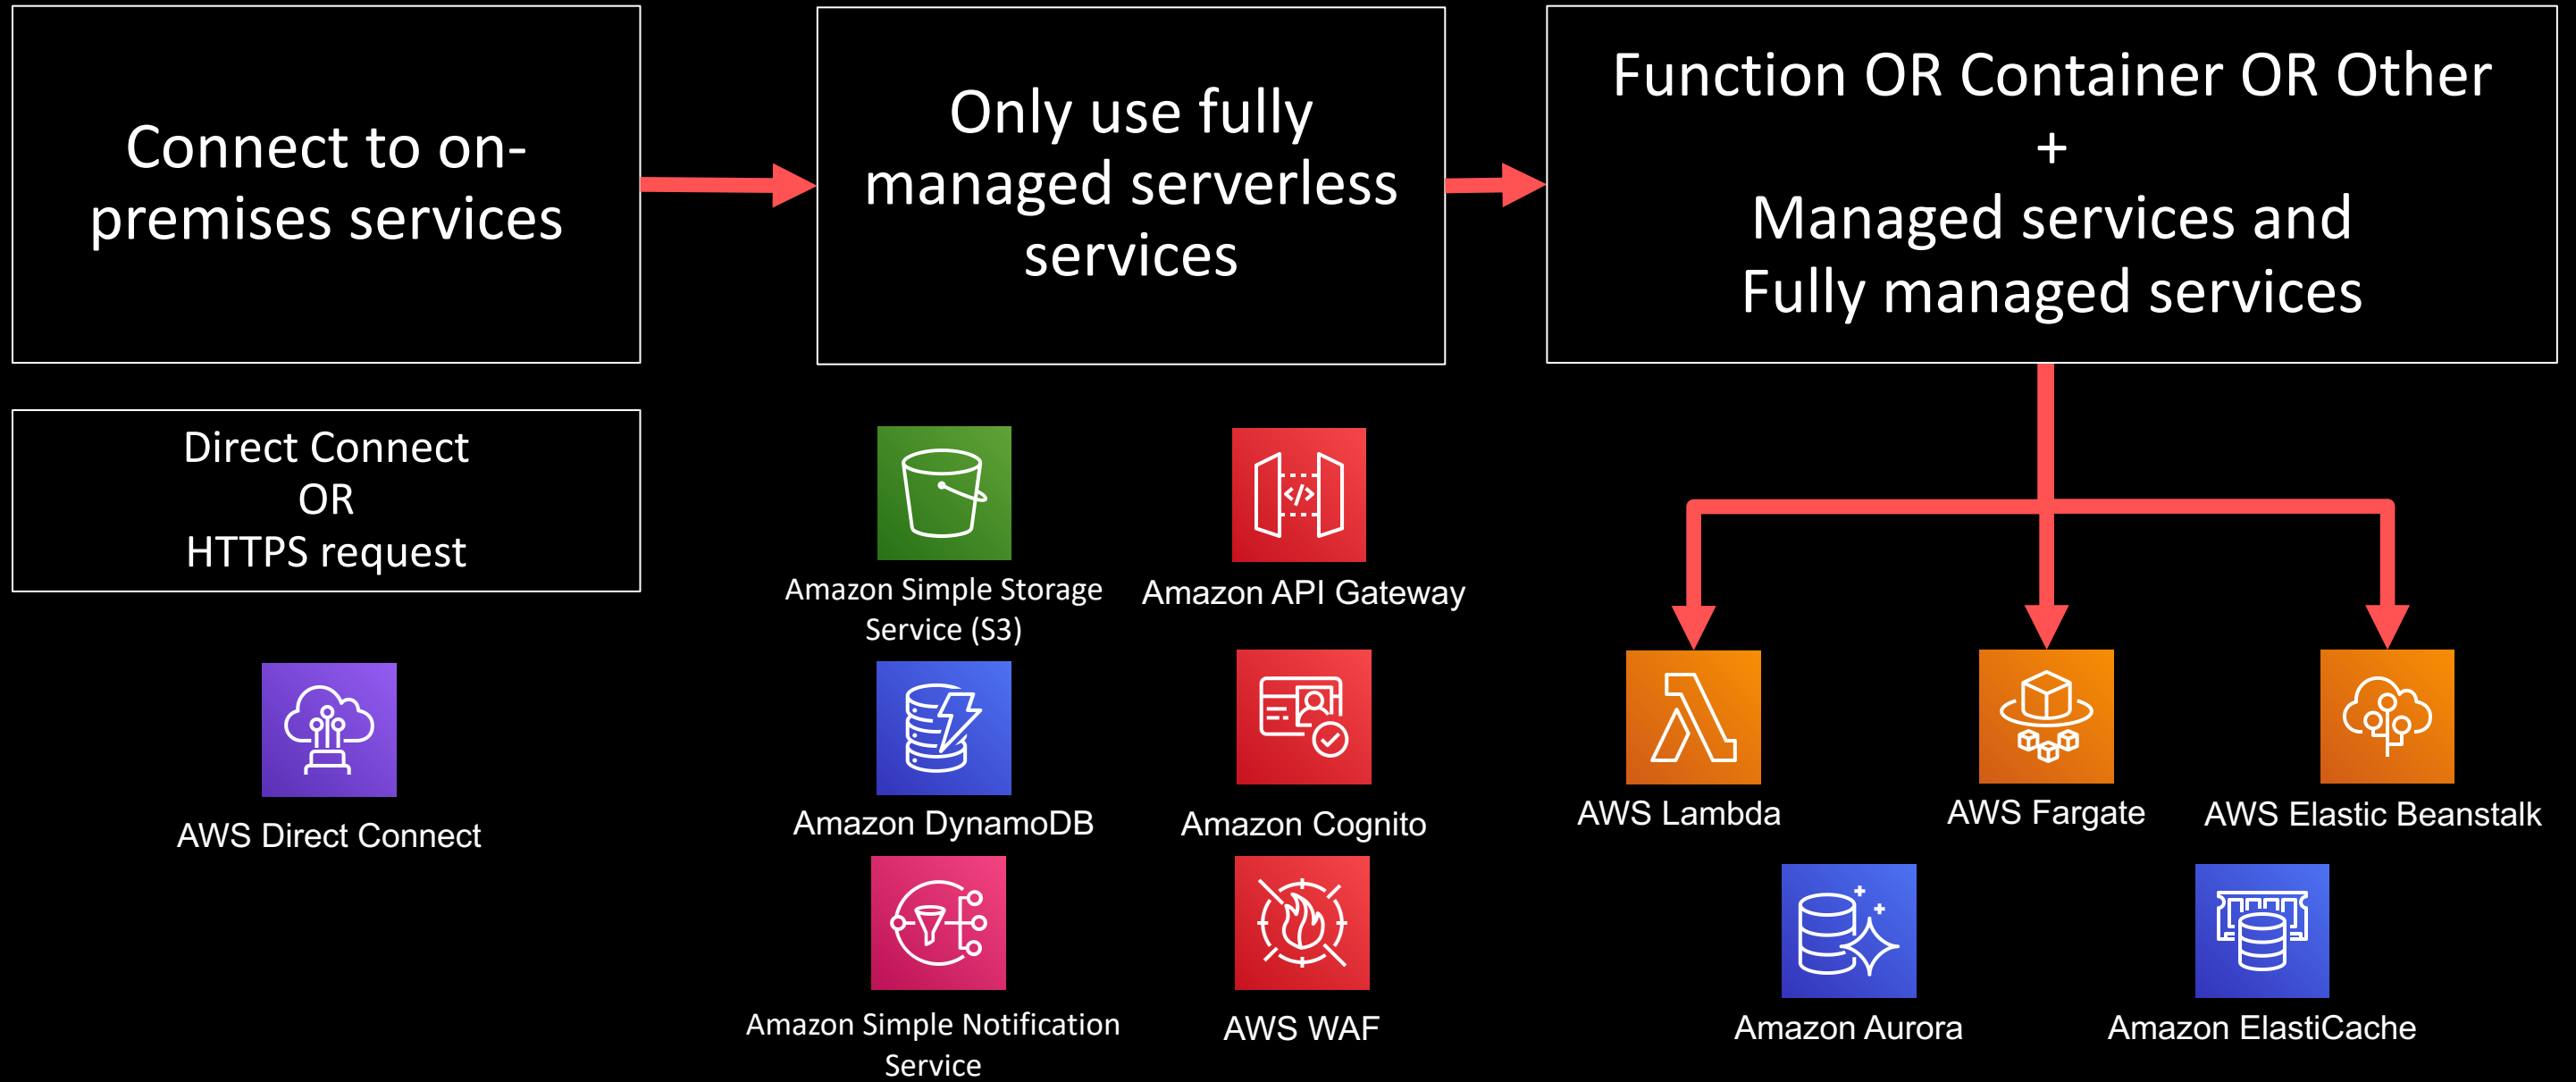 Connect to on-
premises services
Only use fully
managed serverless
services
Function OR Container OR Other
+
Managed services and
Fully managed services
Direct Connect
OR
HTTPS request
AWS Direct Connect
Amazon Simple Storage
Service (S3)
Amazon API Gateway
</>
Amazon DynamoDB
Amazon Cognito
Amazon Simple Notification
Service
AWS WAF
AWS Lambda
AWS Fargate
AWS Elastic Beanstalk
Amazon Aurora
Amazon ElastiCache